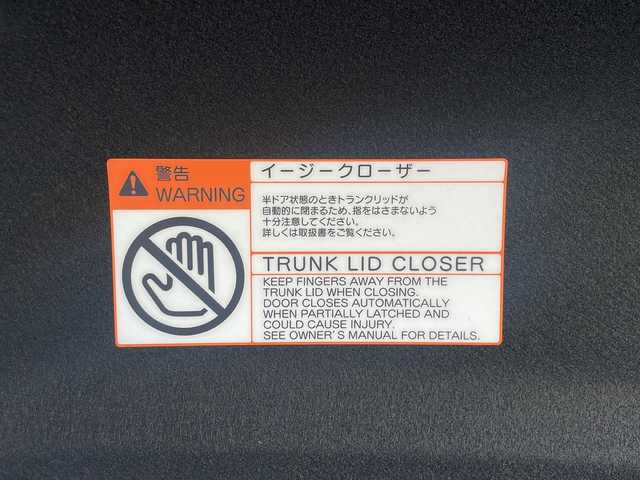 警告
WARNING
イージークローザー
半ドア状態のときトランクリッドが
自動的に閉まるため、指をはさまないよう
十分注意してください。
詳しくは取扱書をご覧ください。
TRUNK LID CLOSER
KEEP FINGERS AWAY FROM THE
TRUNK LID WHEN CLOSING.
DOOR CLOSES AUTOMATICALLY
WHEN PARTIALLY LATCHED AND
COULD CAUSE INJURY.
SEE OWNER'S MANUAL FOR DETAILS.